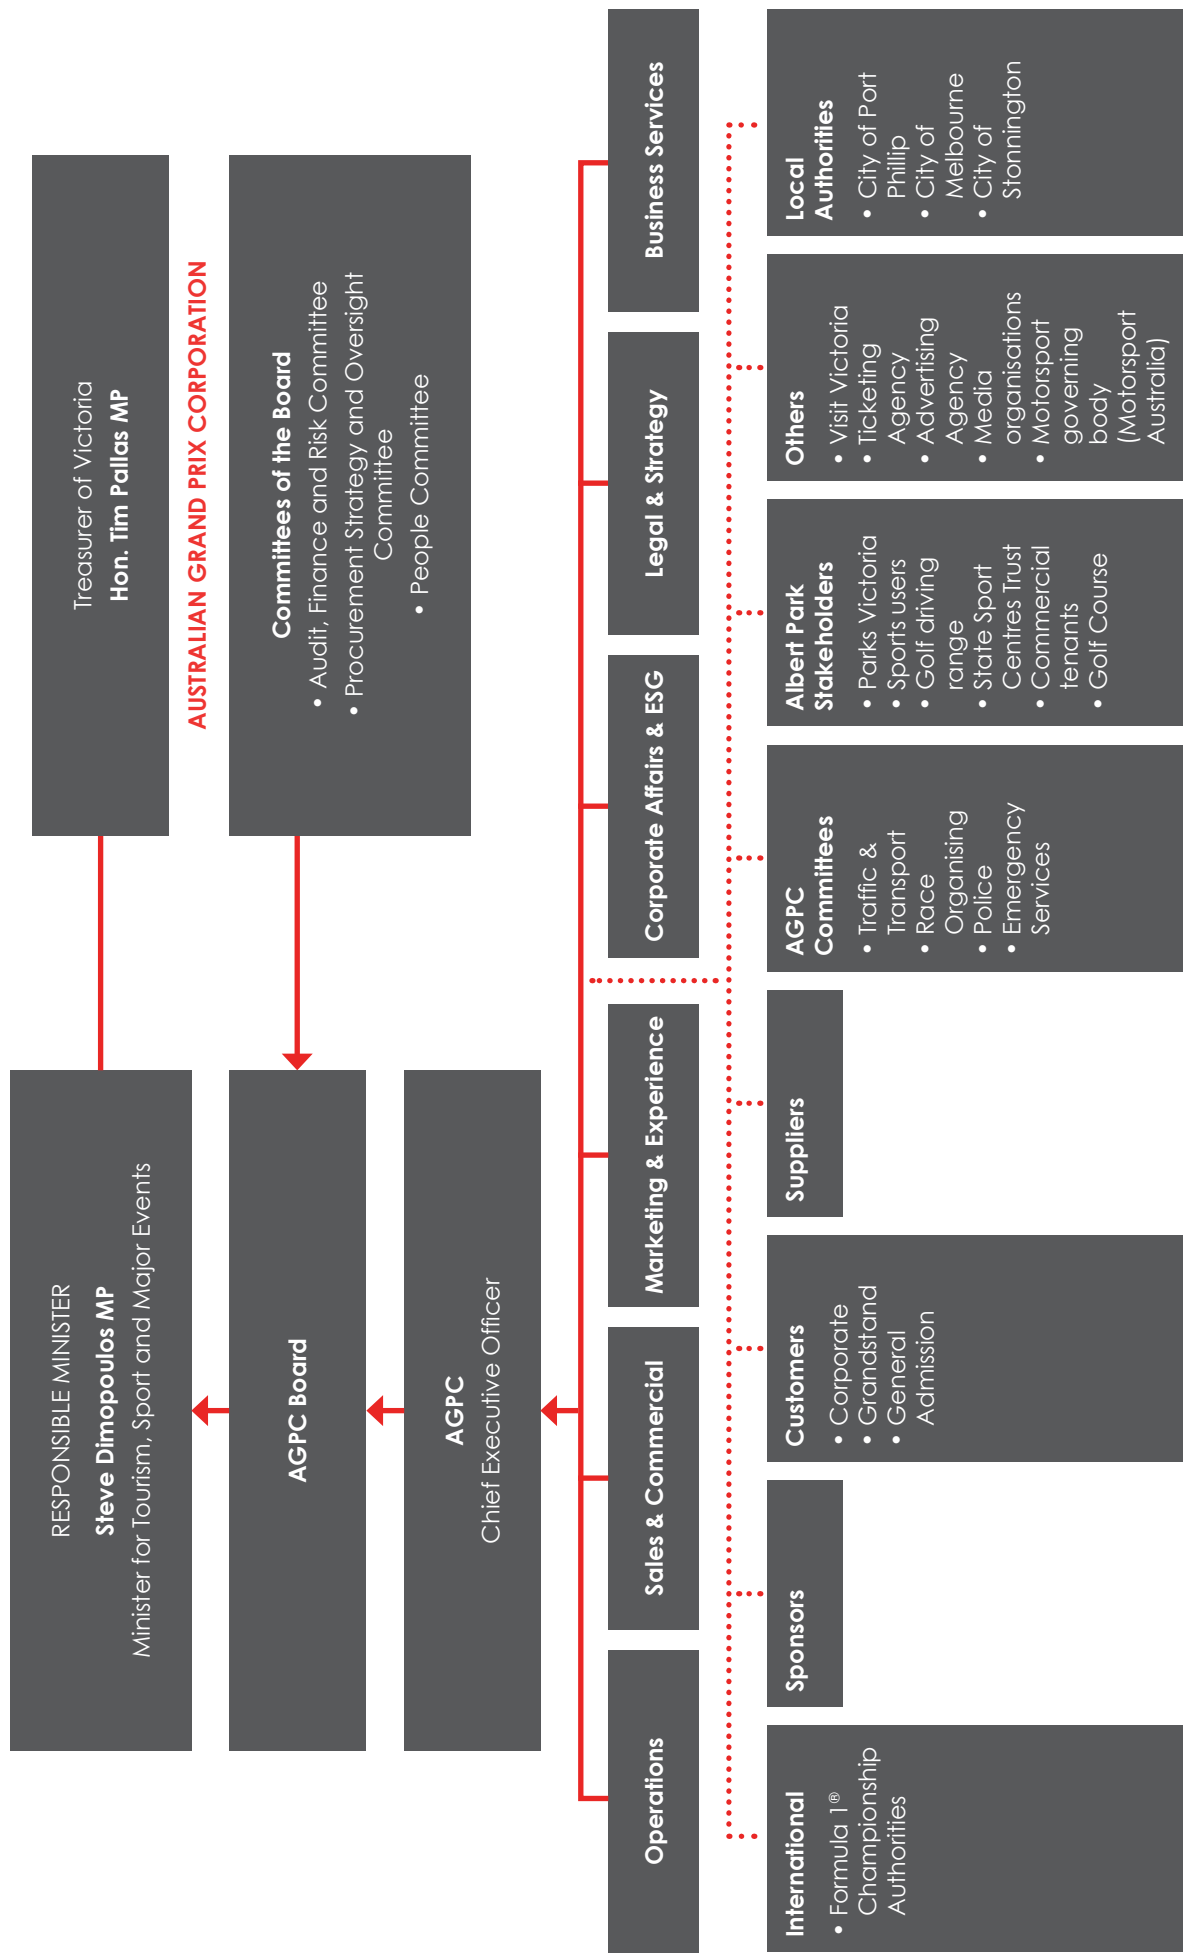 RESPONSIBLE MINISTER
Steve Dimopoulos MP
Minister for Tourism, Sport and Major Events
Treasurer of Victoria
Hon. Tim Pallas MP
AUSTRALIAN GRAND PRIX CORPORATION
AGPC Board
Committees of the Board
• Audit, Finance and Risk Committee
• Procurement Strategy and Oversight
Committee
• People Committee
AGPC
Chief Executive Officer
Operations
Sales & Commercial
Marketing & Experience
Corporate Affairs & ESG
Legal & Strategy
Business Services
International
• Formula 1®
Championship
Authorities
Sponsors
Customers
• Corporate
• Grandstand
• General
Admission
Suppliers
AGPC
Committees
• Traffic &
Transport
• Race
Organising
• Police
• Emergency
Services
Albert Park
Stakeholders
• Parks Victoria
• Sports users
• Golf driving
range
• State Sport
Centres Trust
• Commercial
tenants
• Golf Course
Others
• Visit Victoria
• Ticketing
Agency
• Advertising
Agency
• Media
organisations
• Motorsport
governing
body
(Motorsport
Australia)
Local
Authorities
• City of Port
Phillip
• City of
Melbourne
• City of
Stonnington